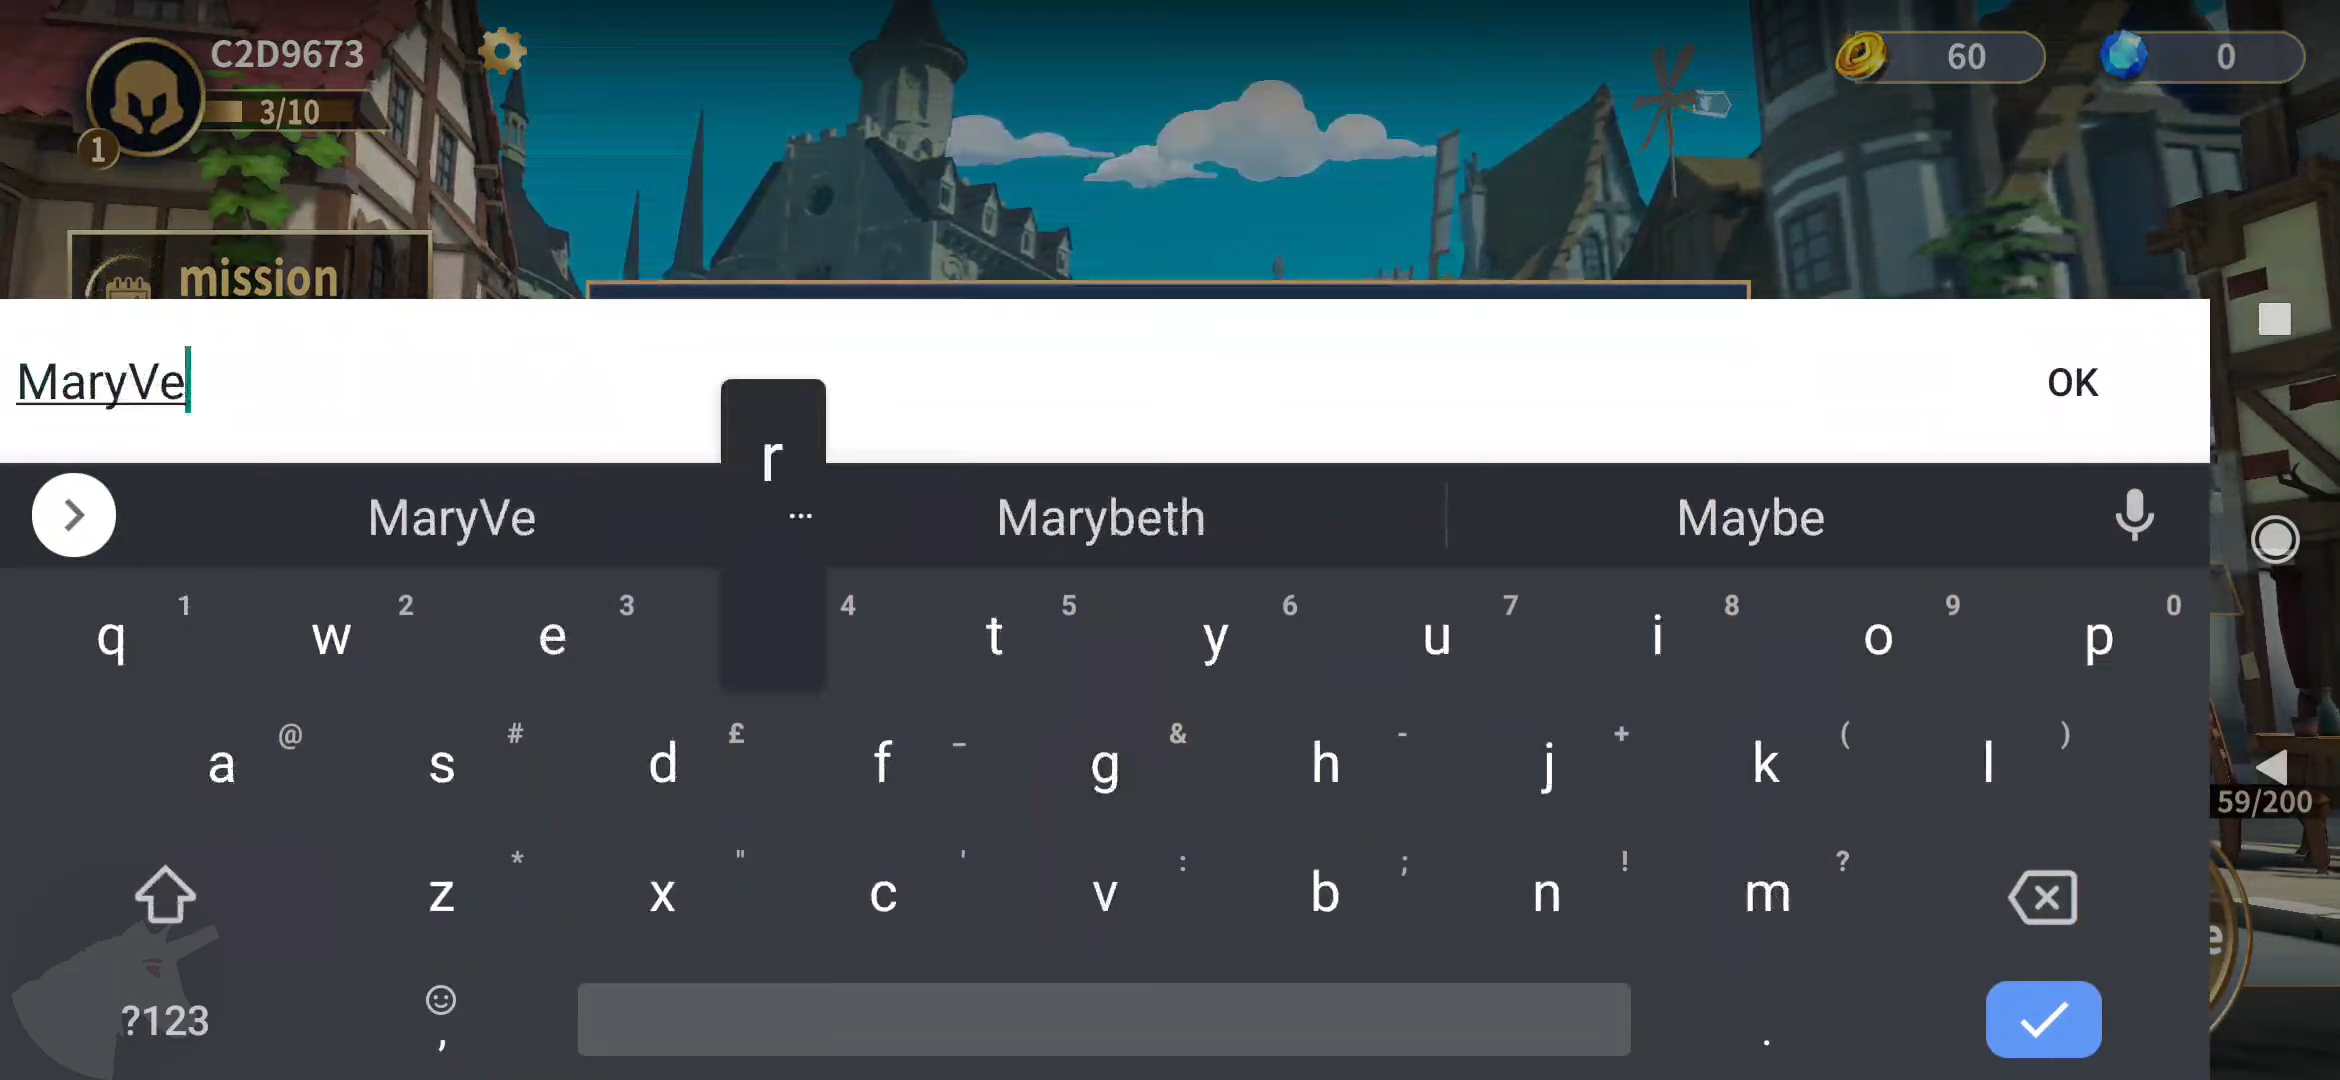 C2D9673
60
0
3/10
1
mission
MaryVe
OK
r
MaryVe
...
Marybeth
Maybe
1 2 3 4 5 6 7 8 9 0
q w e t y u i o p
@ # £ _ & - + ( )
a s d f g h j k l
59/200
* " ' : ; ! ?
z x c v b n m
e
?123
,
.